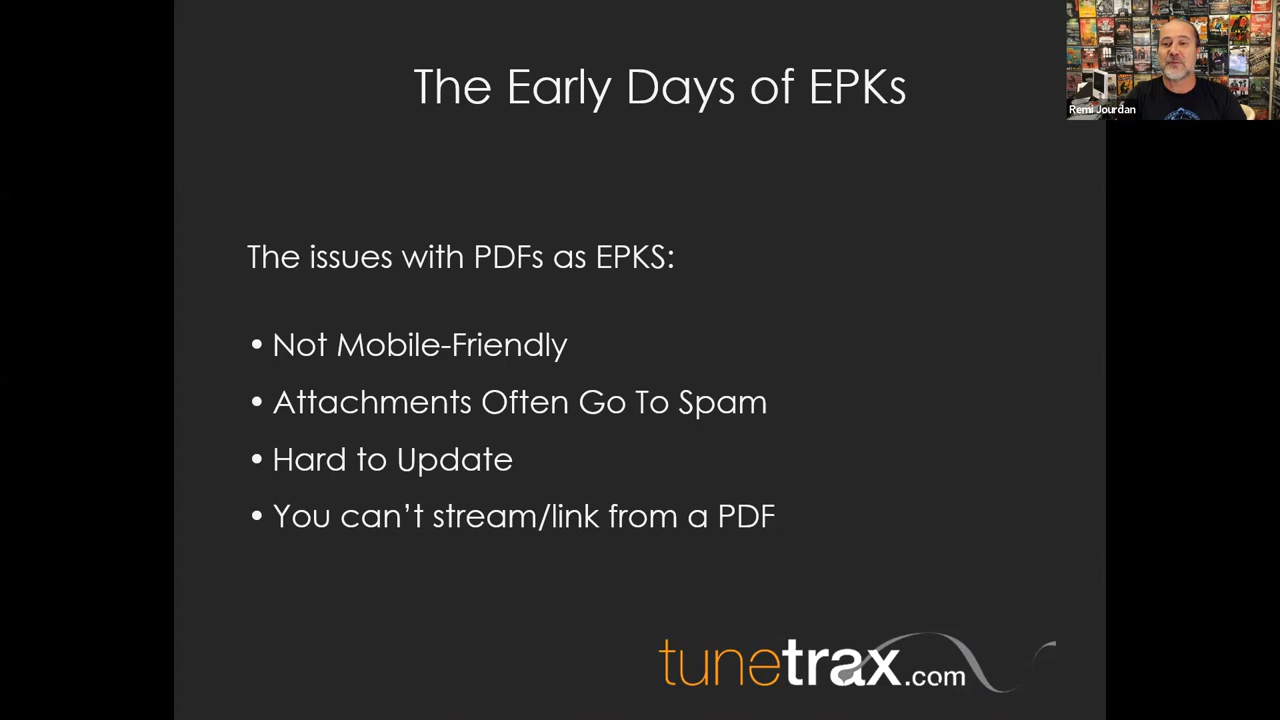 The Early Days of EPKs
Remi Jourdan
The issues with PDFs as EPKS:
• Not Mobile-Friendly
• Attachments Often Go To Spam
• Hard to Update
• You can’t stream/link from a PDF
tunetrax.com